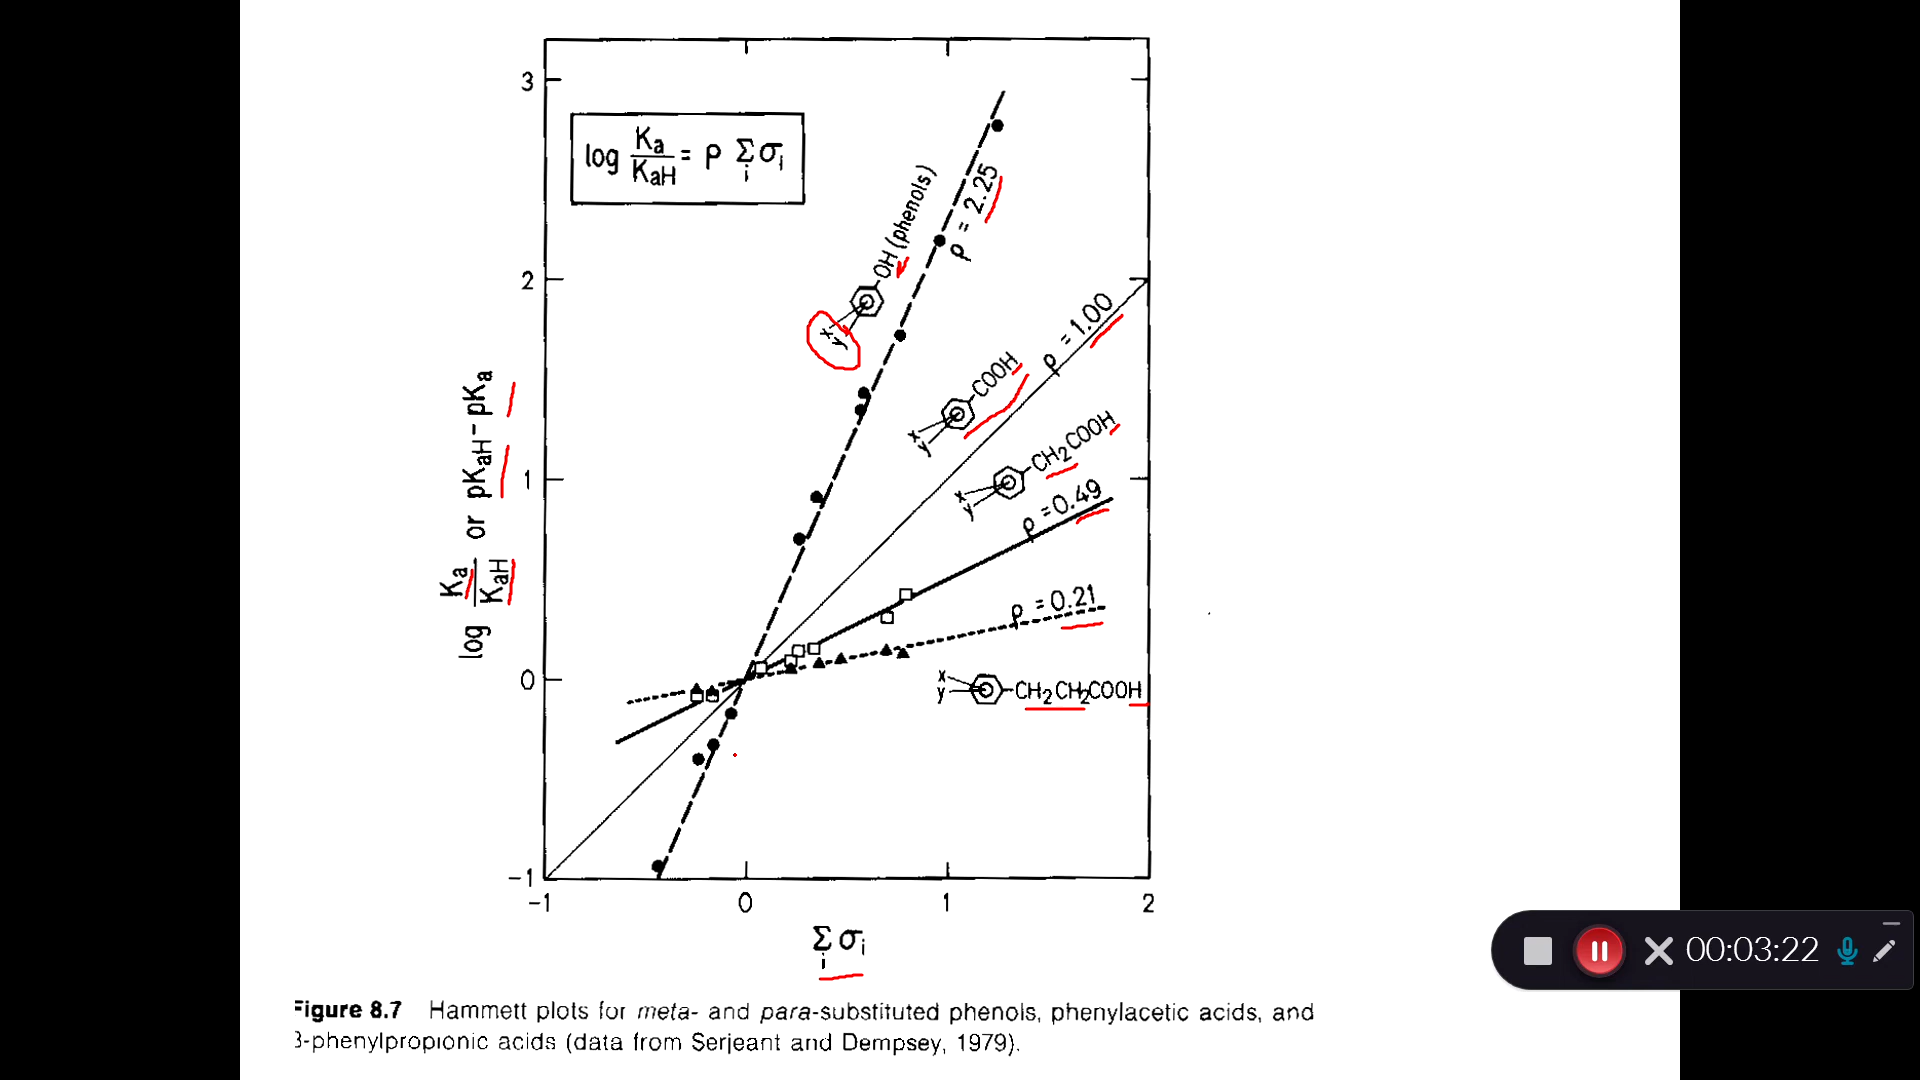 3
log Ka/KaH = ρ Σi σi
OH (phenols)
x
y
ρ = 2.25
2
ρ = 1.00
COOH
x
y
CH2COOH
x
y
ρ = 0.49
1
log Ka/KaH or pKaH - pKa
ρ = 0.21
0
x
y
CH2CH2COOH
-1
-1 0 1 2
Σi σi
00:03:22
Figure 8.7 Hammett plots for meta- and para-substituted phenols, phenylacetic acids, and
β-phenylpropionic acids (data from Serjeant and Dempsey, 1979).